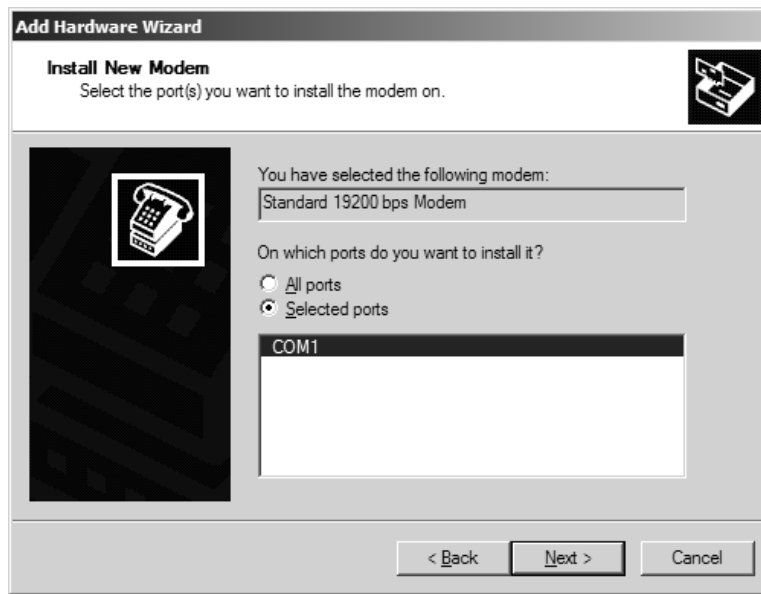 Add Hardware Wizard
Install New Modem
Select the port(s) you want to install the modem on.
You have selected the following modem:
Standard 19200 bps Modem
On which ports do you want to install it?
All ports
Selected ports
COM1
< Back Next > Cancel